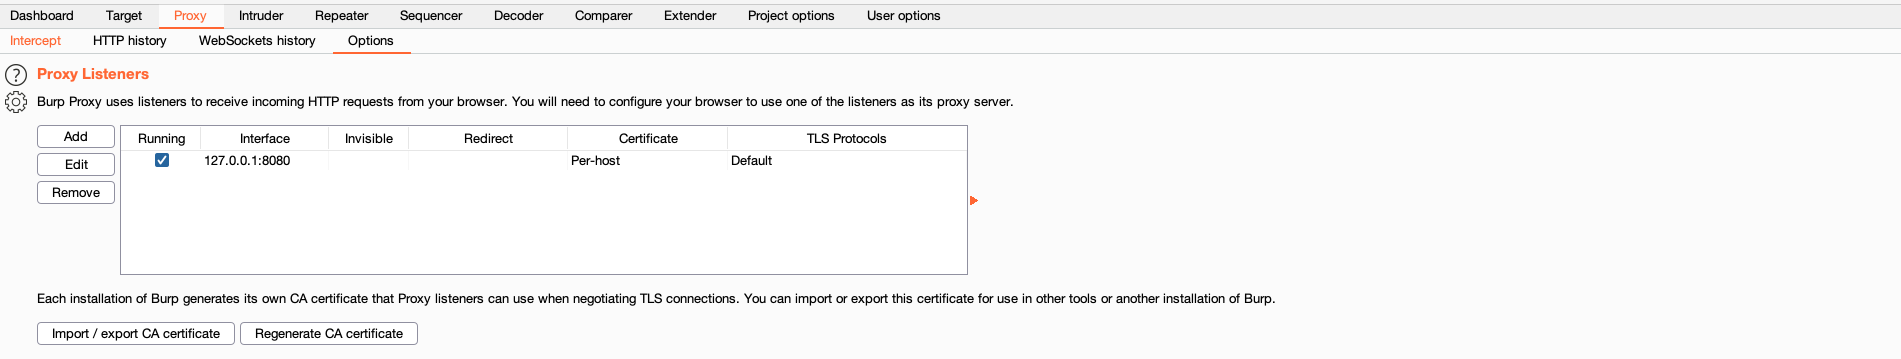 Dashboard Target Proxy Intruder Repeater Sequencer Decoder Comparer Extender Project options User options
Intercept HTTP history WebSockets history Options
? Proxy Listeners
Burp Proxy uses listeners to receive incoming HTTP requests from your browser. You will need to configure your browser to use one of the listeners as its proxy server.
Add Running Interface Invisible Redirect Certificate TLS Protocols
Edit 127.0.0.1:8080 Per-host Default
Remove
Each installation of Burp generates its own CA certificate that Proxy listeners can use when negotiating TLS connections. You can import or export this certificate for use in other tools or another installation of Burp.
Import / export CA certificate Regenerate CA certificate